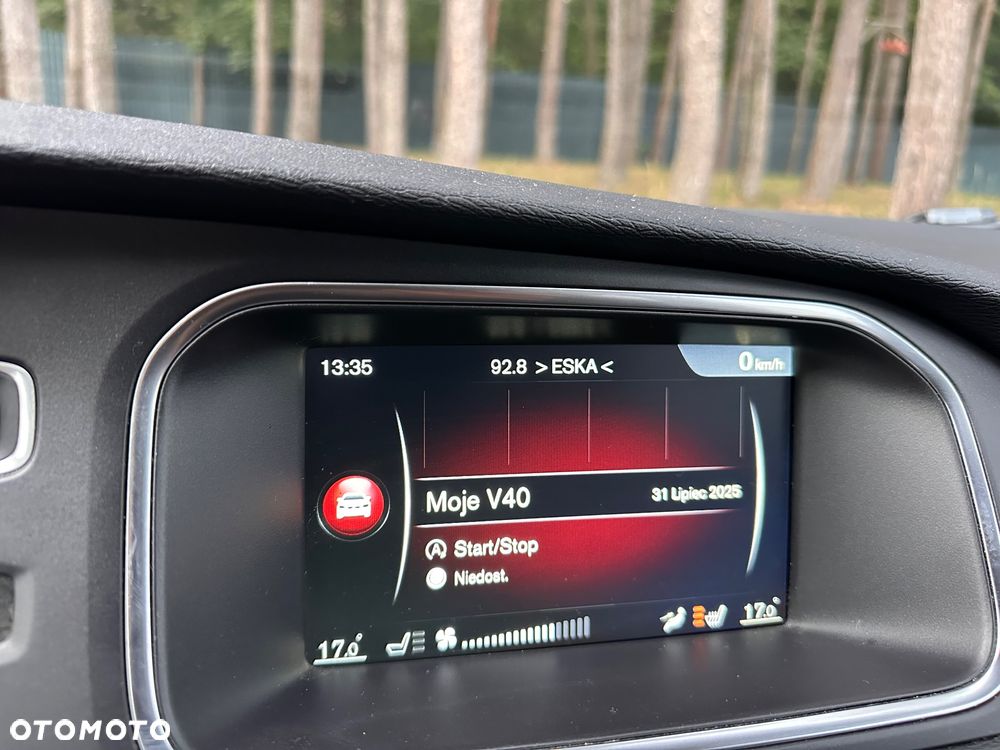 13:35 92.8 >ESKA< 0 km/h
Moje V40 31 Lipiec 2025
Start/Stop
Niedost.
17.0° 17.0°
OTOMOTO